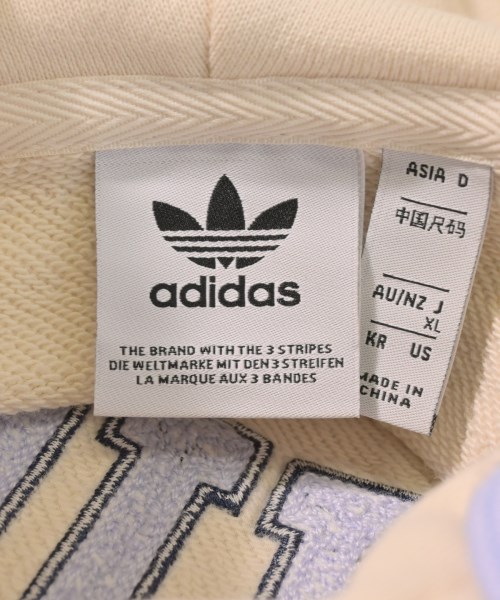 adidas
THE BRAND WITH THE 3 STRIPES
DIE WELTMARKE MIT DEN 3 STREIFEN
LA MARQUE AUX 3 BANDES
ASIA D
中国尺码
AU/NZ J
XL
KR US
MADE IN
CHINA